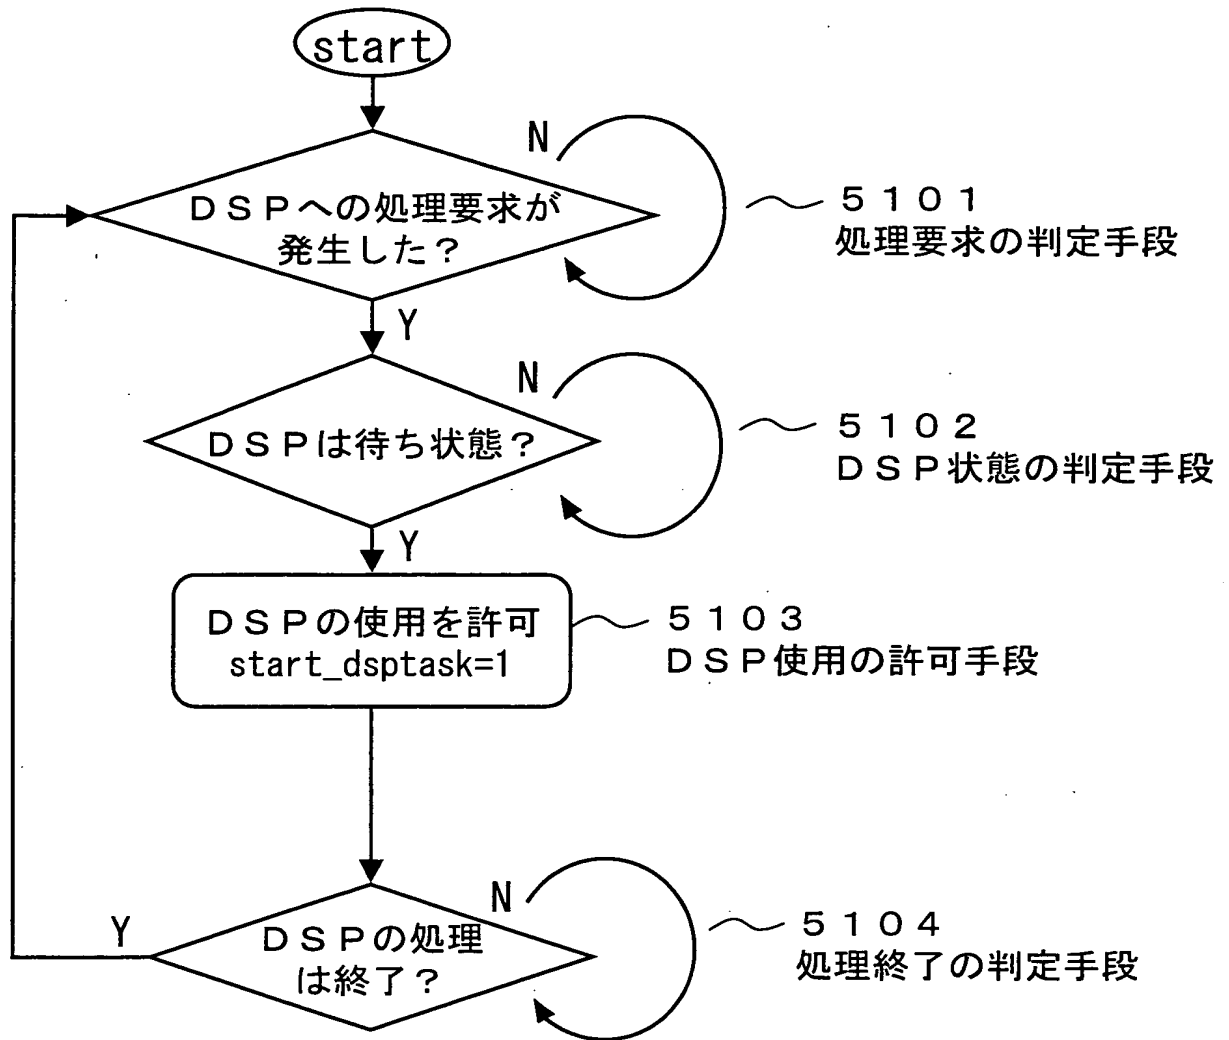 start
N
DSPへの処理要求が
発生した?
5101
処理要求の判定手段
Y
N
DSPは待ち状態?
5102
DSP状態の判定手段
Y
DSPの使用を許可
start_dsptask=1
5103
DSP使用の許可手段
N
Y
DSPの処理
は終了?
5104
処理終了の判定手段